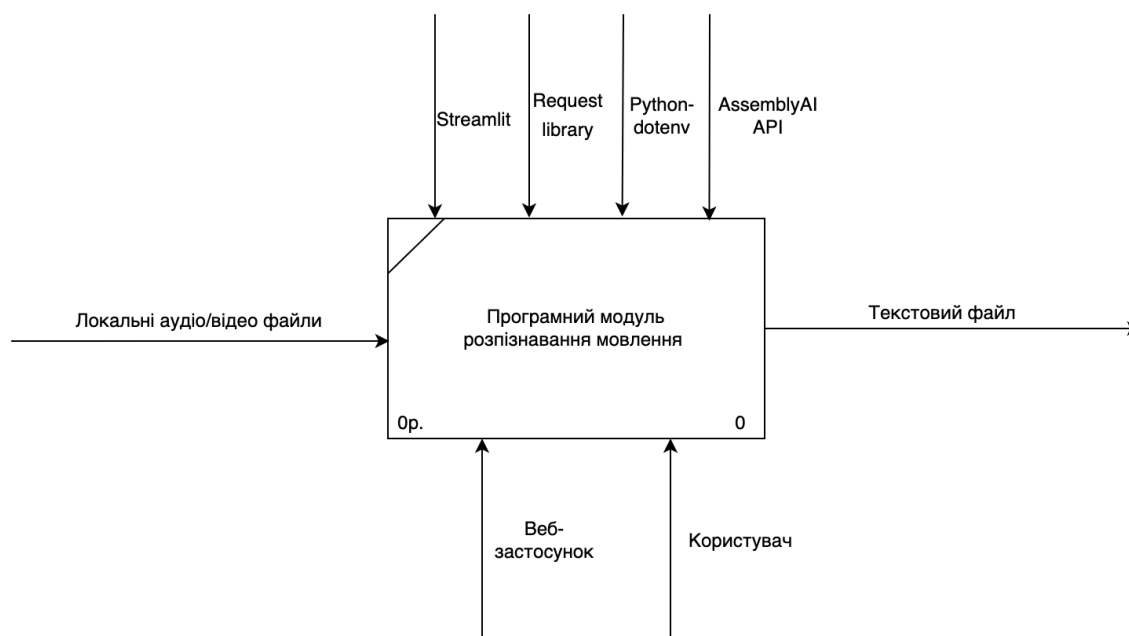 Streamlit
Request
library
Python-
dotenv
AssemblyAI
API
Локальні аудіо/відео файли
Програмний модуль
розпізнавання мовлення
Текстовий файл
0р.
0
Веб-
застосунок
Користувач